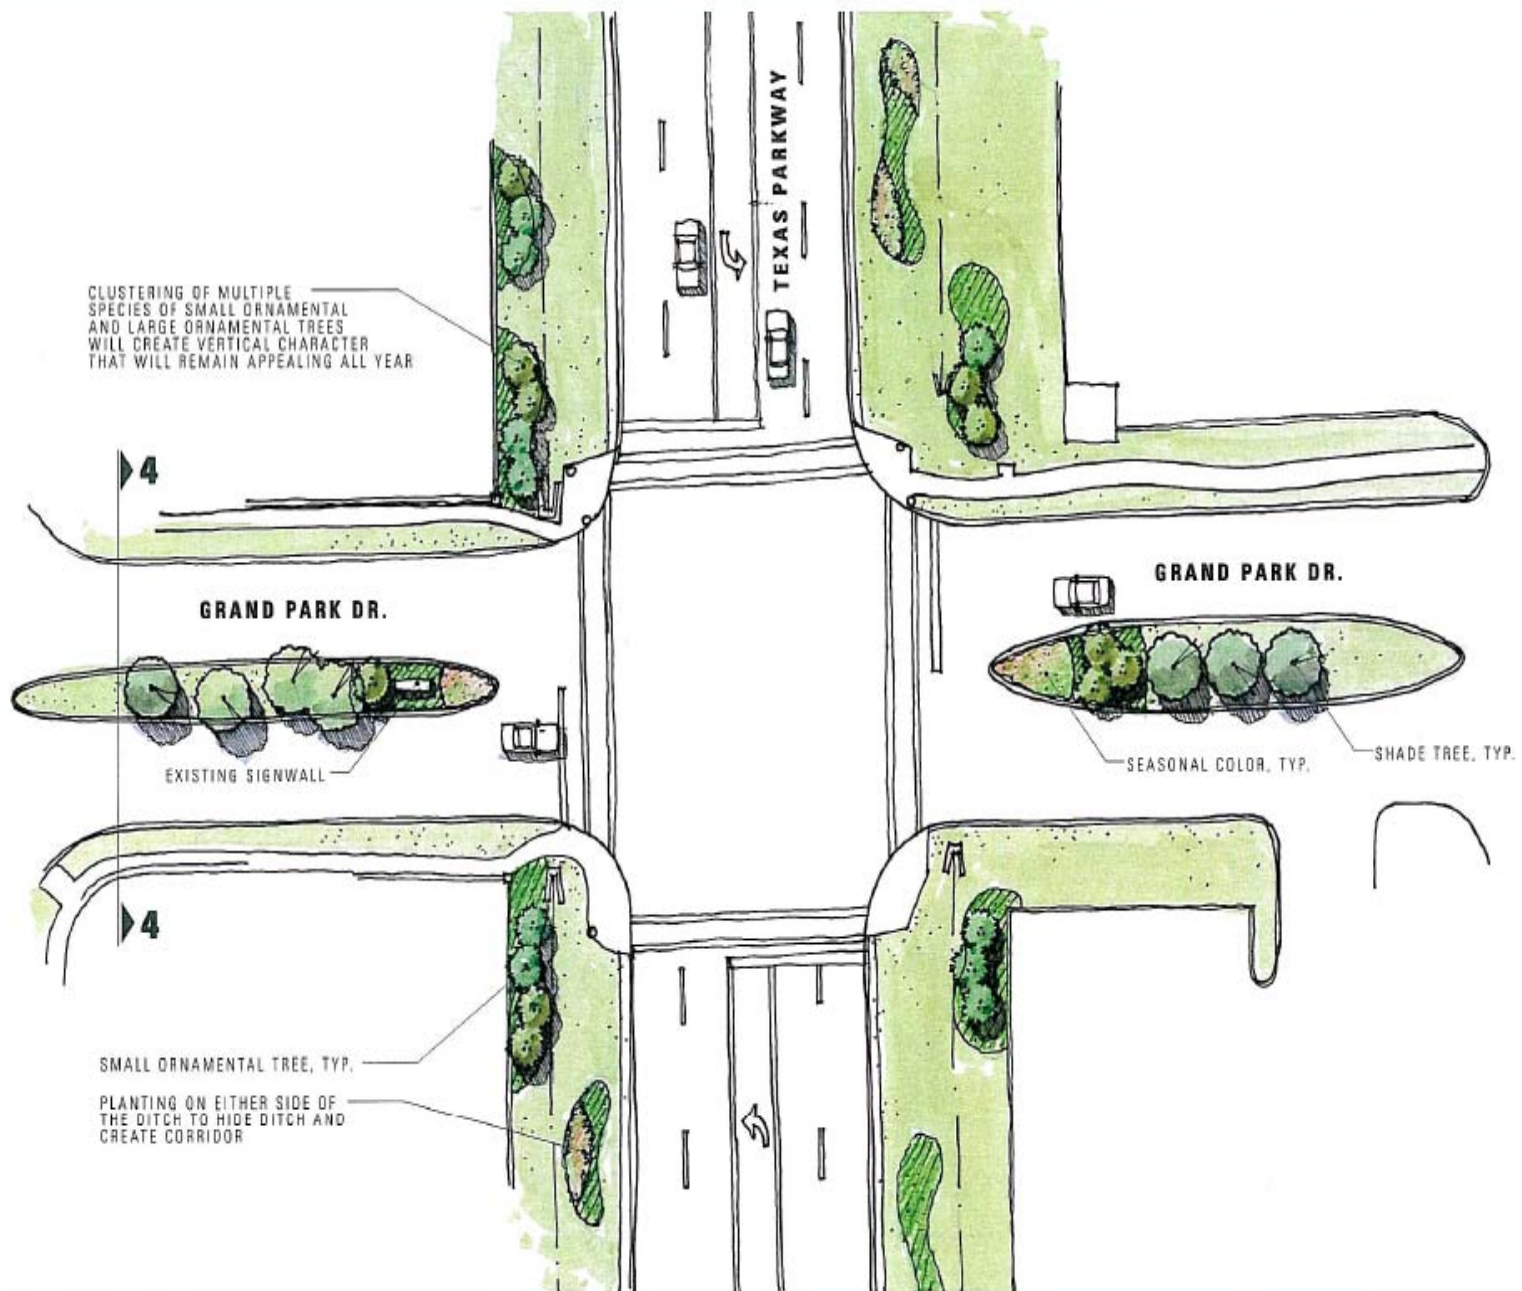 TEXAS PARKWAY
CLUSTERING OF MULTIPLE
SPECIES OF SMALL ORNAMENTAL
AND LARGE ORNAMENTAL TREES
WILL CREATE VERTICAL CHARACTER
THAT WILL REMAIN APPEALING ALL YEAR
4
GRAND PARK DR.
GRAND PARK DR.
EXISTING SIGNWALL
SEASONAL COLOR, TYP.
SHADE TREE, TYP.
4
SMALL ORNAMENTAL TREE, TYP.
PLANTING ON EITHER SIDE OF
THE DITCH TO HIDE DITCH AND
CREATE CORRIDOR